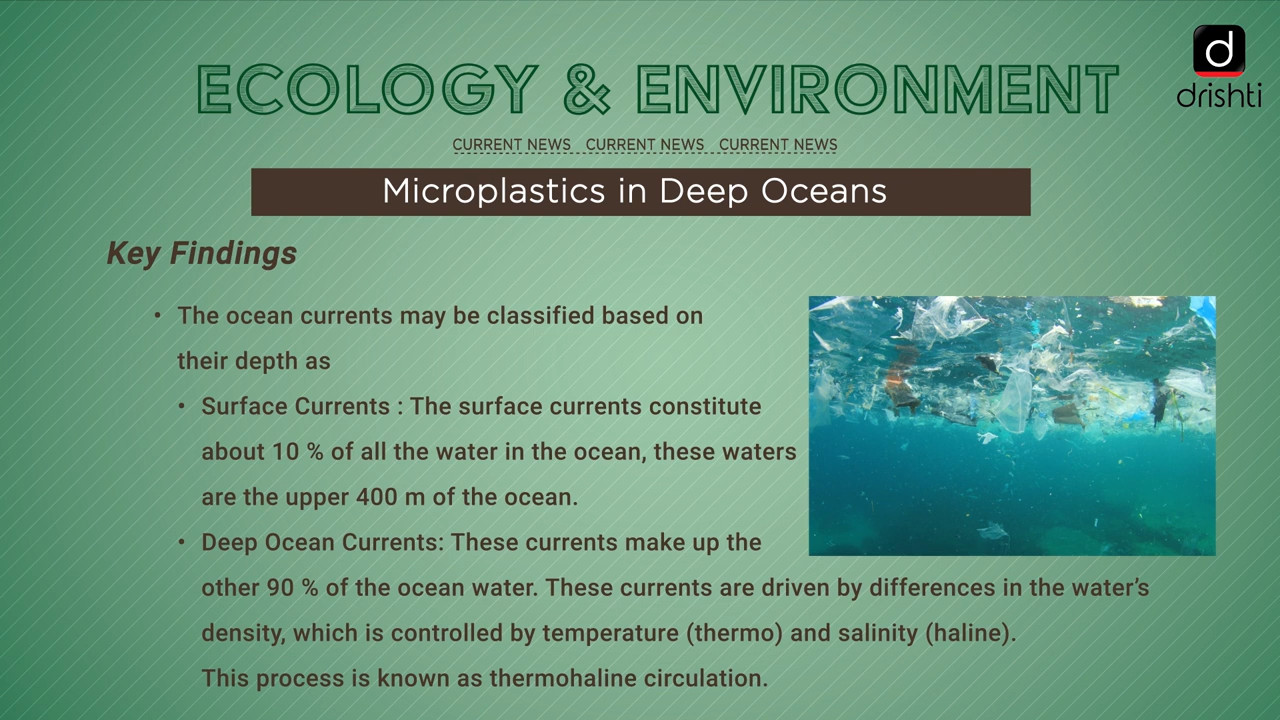 ECOLOGY & ENVIRONMENT
d
drishti
CURRENT NEWS CURRENT NEWS CURRENT NEWS
Microplastics in Deep Oceans
Key Findings
• The ocean currents may be classified based on
their depth as
• Surface Currents : The surface currents constitute
about 10 % of all the water in the ocean, these waters
are the upper 400 m of the ocean.
• Deep Ocean Currents: These currents make up the
other 90 % of the ocean water. These currents are driven by differences in the water’s
density, which is controlled by temperature (thermo) and salinity (haline).
This process is known as thermohaline circulation.